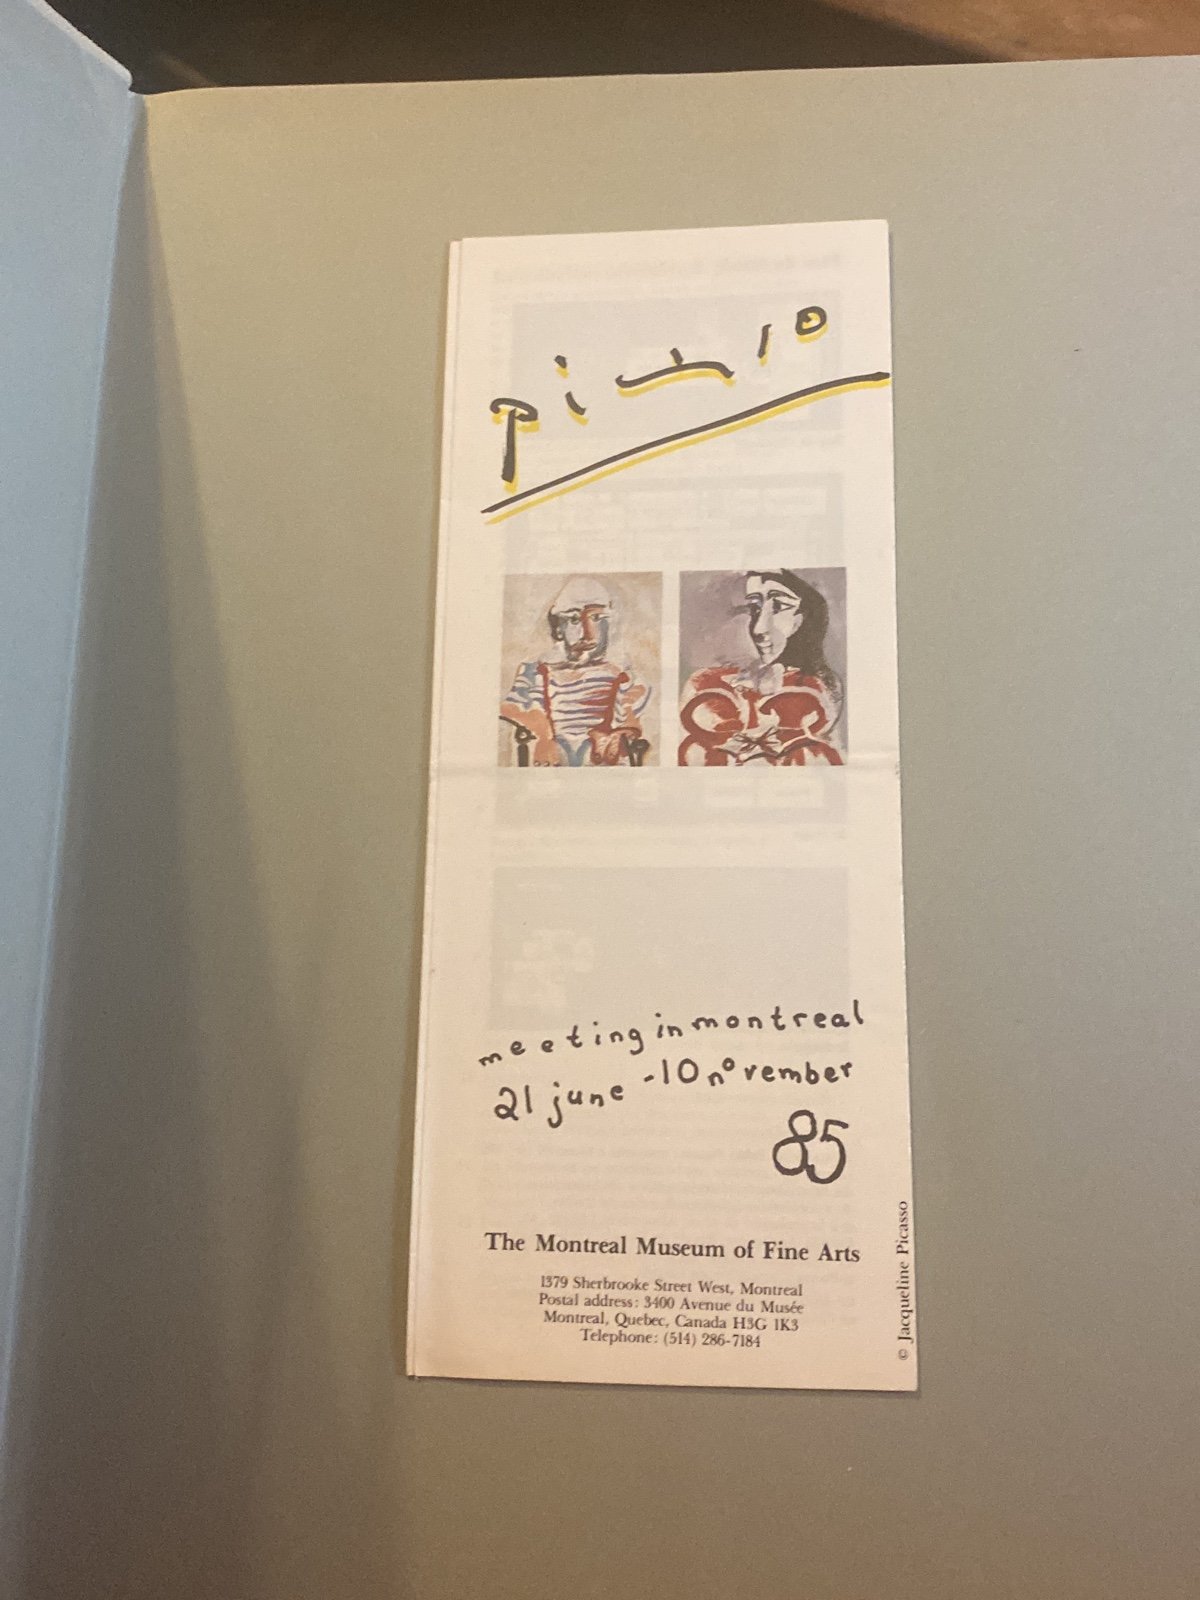 picasso
meeting in montreal
21 june - 10 november
85
The Montreal Museum of Fine Arts
1379 Sherbrooke Street West, Montreal
Postal address: 3400 Avenue du Musée
Montreal, Quebec, Canada H3G 1K3
Telephone: (514) 286-7184
© Jacqueline Picasso